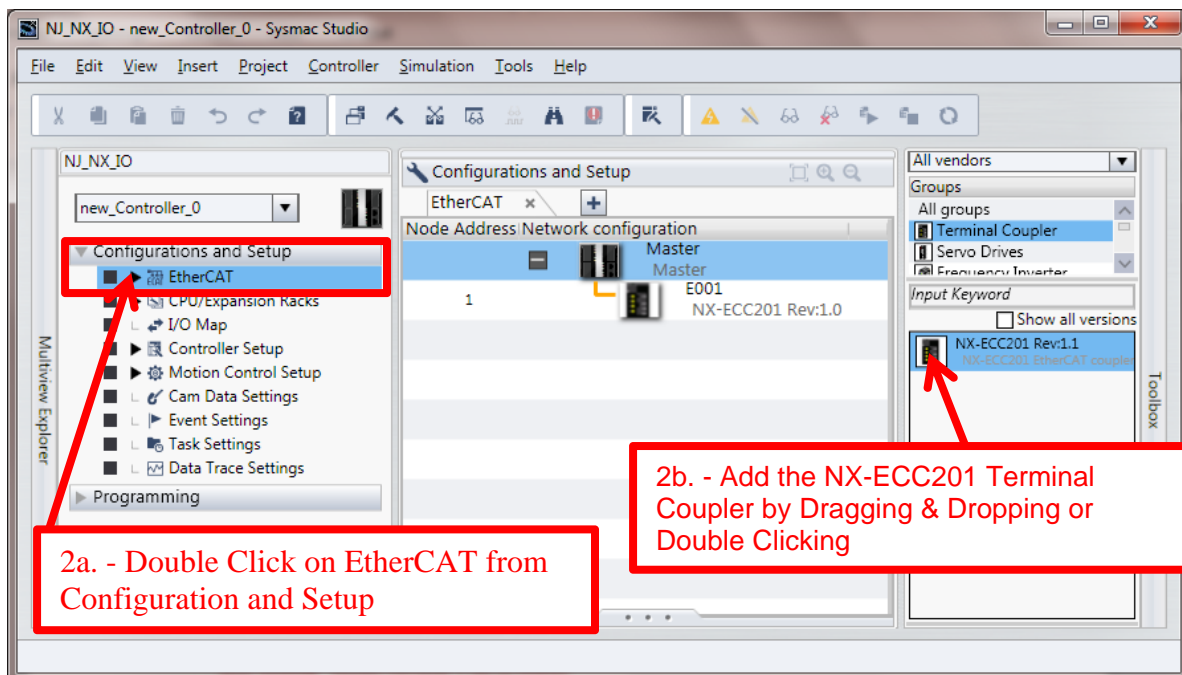 NJ_NX_IO - new_Controller_0 - Sysmac Studio
File Edit View Insert Project Controller Simulation Tools Help
Multiview Explorer
NJ_NX_IO
new_Controller_0
Configurations and Setup
EtherCAT
CPU/Expansion Racks
I/O Map
Controller Setup
Motion Control Setup
Cam Data Settings
Event Settings
Task Settings
Data Trace Settings
Programming
2a. - Double Click on EtherCAT from
Configuration and Setup
Configurations and Setup
EtherCAT
Node Address Network configuration
Master
Master
1
E001
NX-ECC201 Rev:1.0
All vendors
Groups
All groups
Terminal Coupler
Servo Drives
Frequency Inverter
Input Keyword
Show all versions
NX-ECC201 Rev:1.1
NX-ECC201 EtherCAT coupler
2b. - Add the NX-ECC201 Terminal
Coupler by Dragging & Dropping or
Double Clicking
Toolbox